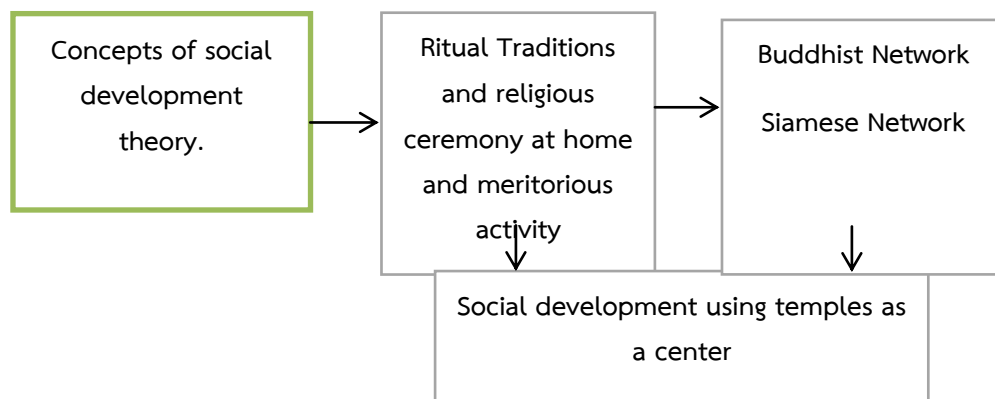 Concepts of social
development
theory.
Ritual Traditions
and religious
ceremony at home
and meritorious
activity
Buddhist Network
Siamese Network
Social development using temples as
a center